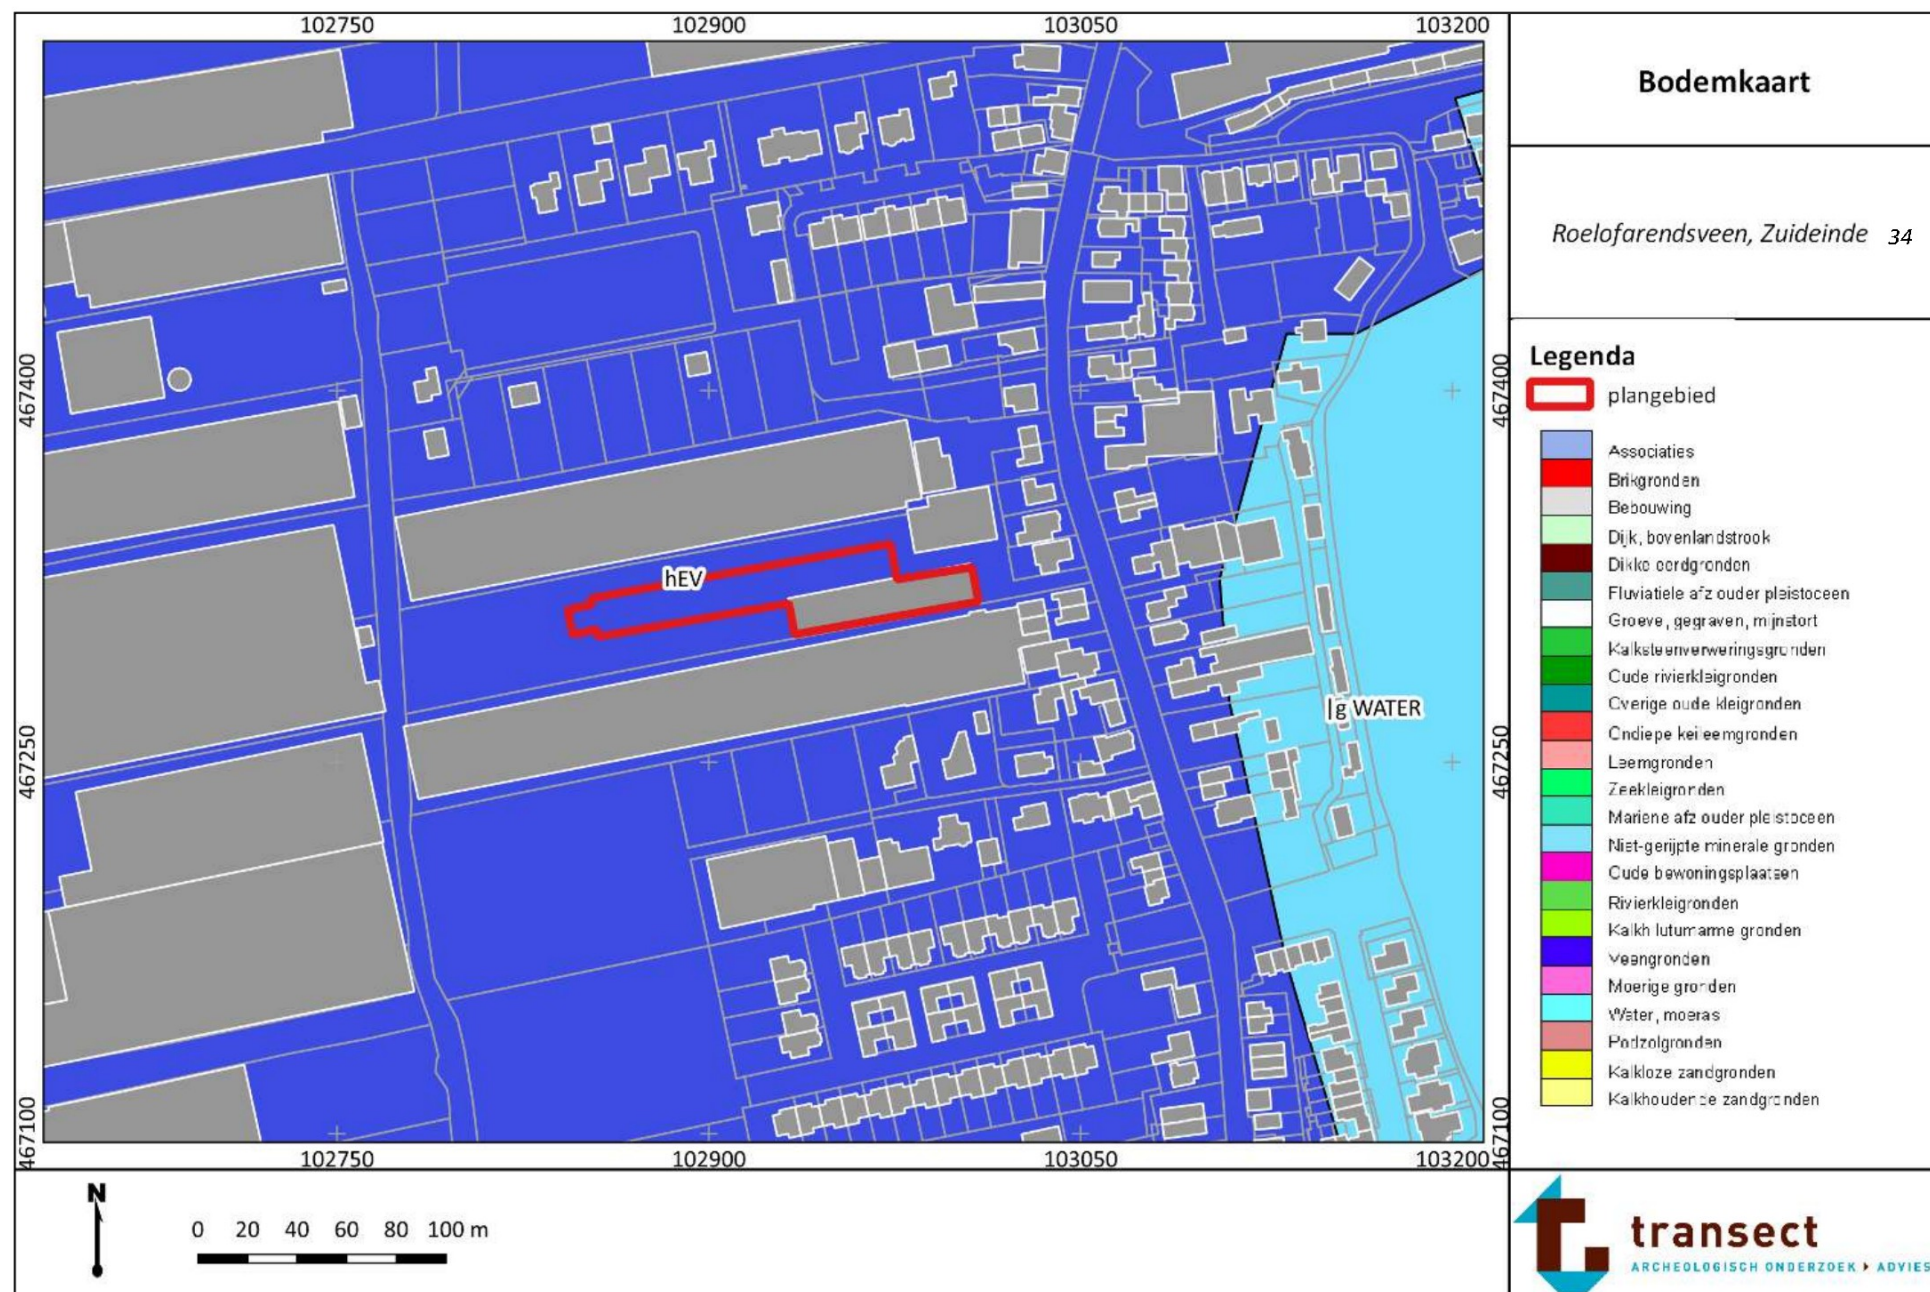 102750 102900 103050 103200
467400 467400
hEV
lg WATER
467250 467250
467100 467100
102750 102900 103050 103200
N
0 20 40 60 80 100 m
Bodemkaart
Roelofarendsveen, Zuideinde 34
Legenda
plangebied
Associaties
Brikgronden
Bebouwing
Dijk, bovenlandstrook
Dikke eerdgronden
Fluviatiele afz ouder pleistoceen
Groeve, gegraven, mijnstort
Kalksteenverweringsgronden
Oude rivierkleigronden
Overige oude kleigronden
Ondiepe keileemgronden
Leemgronden
Zeekleigronden
Mariene afz ouder pleistoceen
Niet-gerijpte minerale gronden
Oude bewoningsplaatsen
Rivierkleigronden
Kalkh lutumarme gronden
Veengronden
Moerige gronden
Water, moeras
Podzolgronden
Kalkloze zandgronden
Kalkhoudende zandgronden
transect
ARCHEOLOGISCH ONDERZOEK ▸ ADVIES